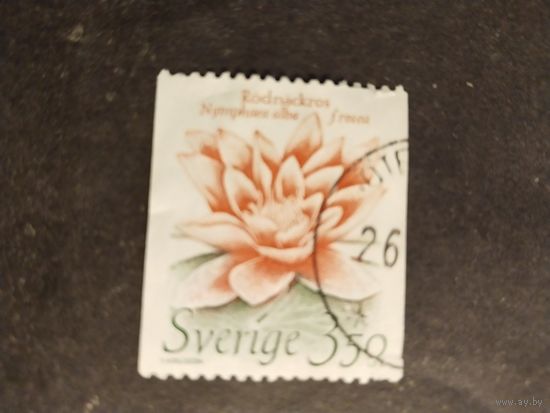 Rödnäckros
Nymphaea alba f rosea
Sverige 350
26
www.ay.by